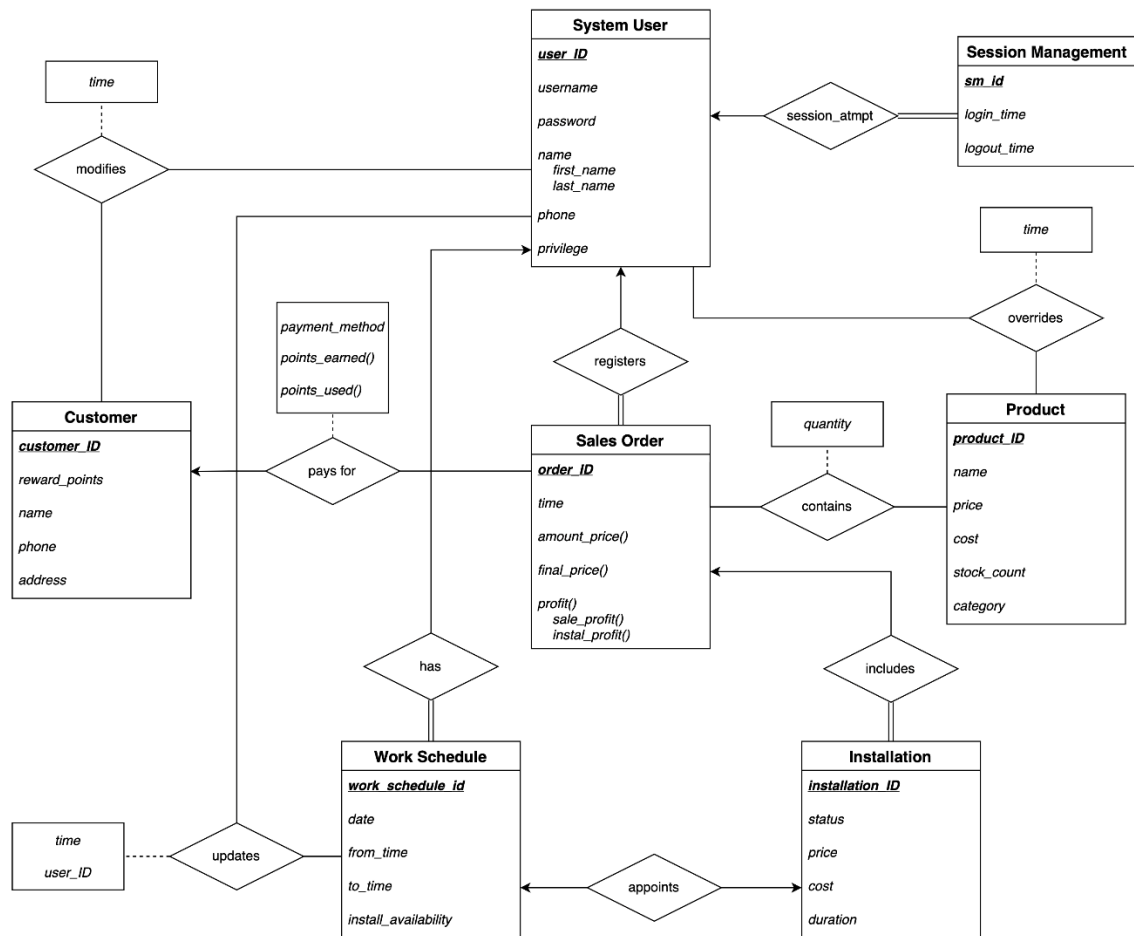 System User
user_ID
username
password
name
first_name
last_name
phone
privilege
session_atmpt
Session Management
sm_id
login_time
logout_time
time
modifies
time
overrides
payment_method
points_earned()
points_used()
registers
Customer
customer_ID
reward_points
name
phone
address
pays for
Sales Order
order_ID
time
amount_price()
final_price()
profit()
sale_profit()
instal_profit()
quantity
contains
Product
product_ID
name
price
cost
stock_count
category
has
includes
Work Schedule
work_schedule_id
date
from_time
to_time
install_availability
Installation
installation_ID
status
price
cost
duration
time
user_ID
updates
appoints